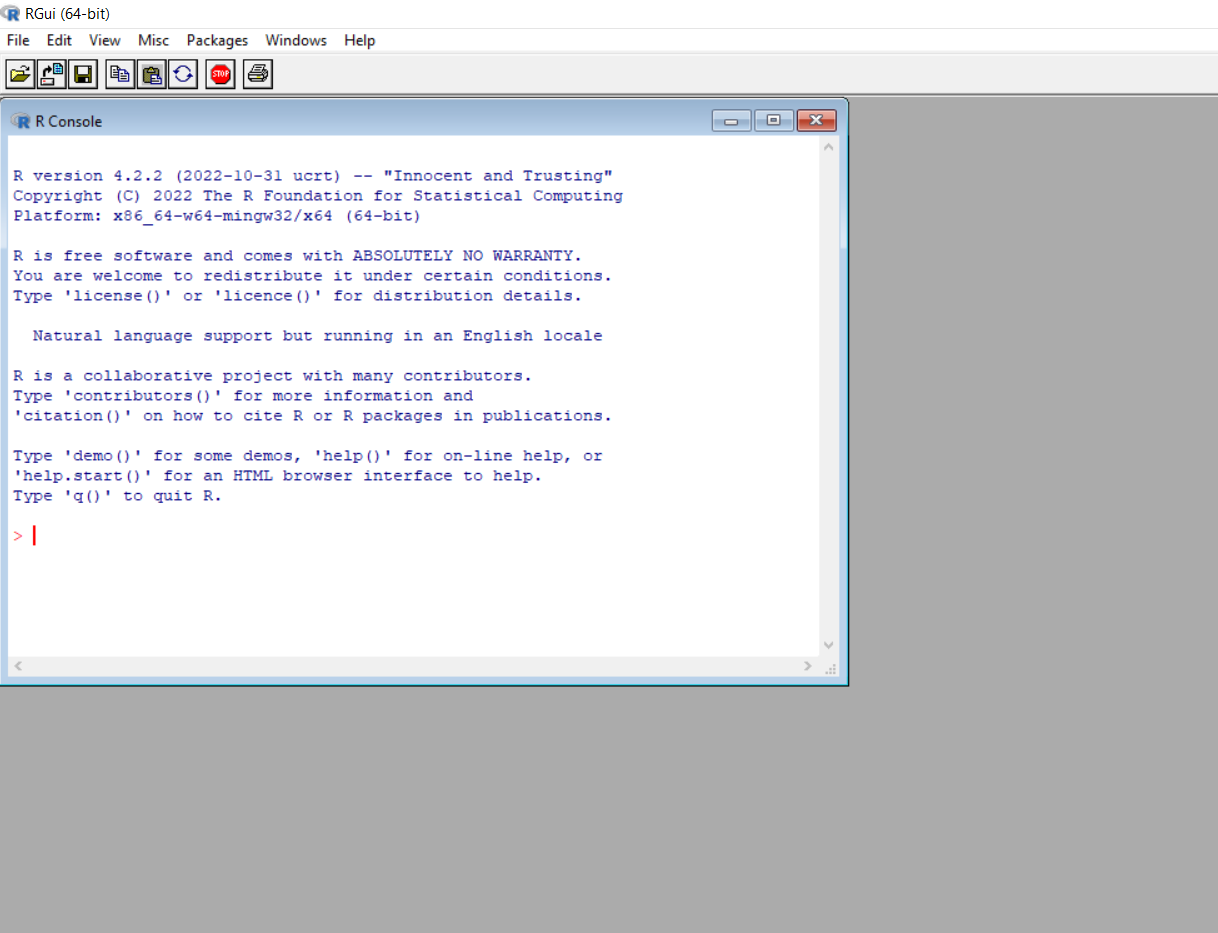 RGui (64-bit)
File Edit View Misc Packages Windows Help
STOP
R Console
R version 4.2.2 (2022-10-31 ucrt) -- "Innocent and Trusting"
Copyright (C) 2022 The R Foundation for Statistical Computing
Platform: x86_64-w64-mingw32/x64 (64-bit)
R is free software and comes with ABSOLUTELY NO WARRANTY.
You are welcome to redistribute it under certain conditions.
Type 'license()' or 'licence()' for distribution details.
Natural language support but running in an English locale
R is a collaborative project with many contributors.
Type 'contributors()' for more information and
'citation()' on how to cite R or R packages in publications.
Type 'demo()' for some demos, 'help()' for on-line help, or
'help.start()' for an HTML browser interface to help.
Type 'q()' to quit R.
>